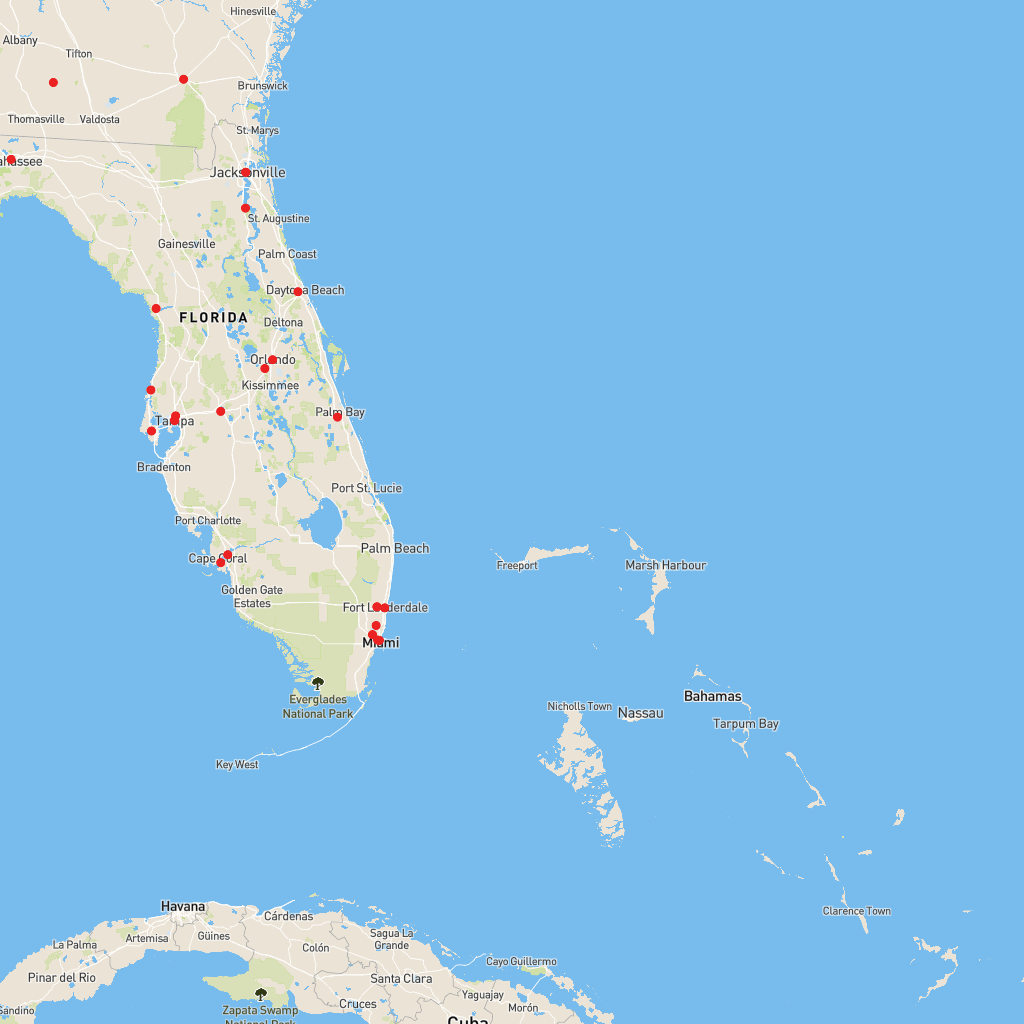 Hinesville
Albany
Tifton
Brunswick
Thomasville
Valdosta
St. Marys
ahassee
Jacksonville
St. Augustine
Gainesville
Palm Coast
Daytona Beach
FLORIDA
Deltona
Orlando
Kissimmee
Palm Bay
Tampa
Bradenton
Port St. Lucie
Port Charlotte
Palm Beach
Cape Coral
Freeport
Marsh Harbour
Golden Gate
Estates
Fort Lauderdale
Miami
Everglades
National Park
Bahamas
Nicholls Town
Nassau
Tarpum Bay
Key West
Havana
Cárdenas
Clarence Town
La Palma
Artemisa
Güines
Colón
Sagua La
Grande
Cayo Guillermo
Pinar del Rio
Santa Clara
Sandino
Zapata Swamp
National Park
Cruces
Yaguajay
Morón
Cuba